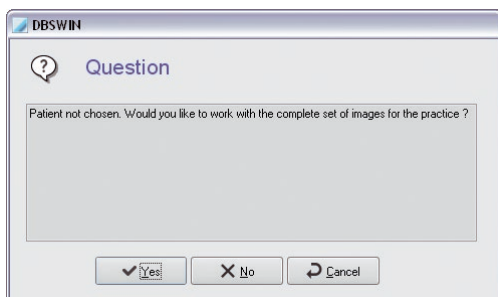 DBSWIN
Question
Patient not chosen. Would you like to work with the complete set of images for the practice ?
Yes No Cancel